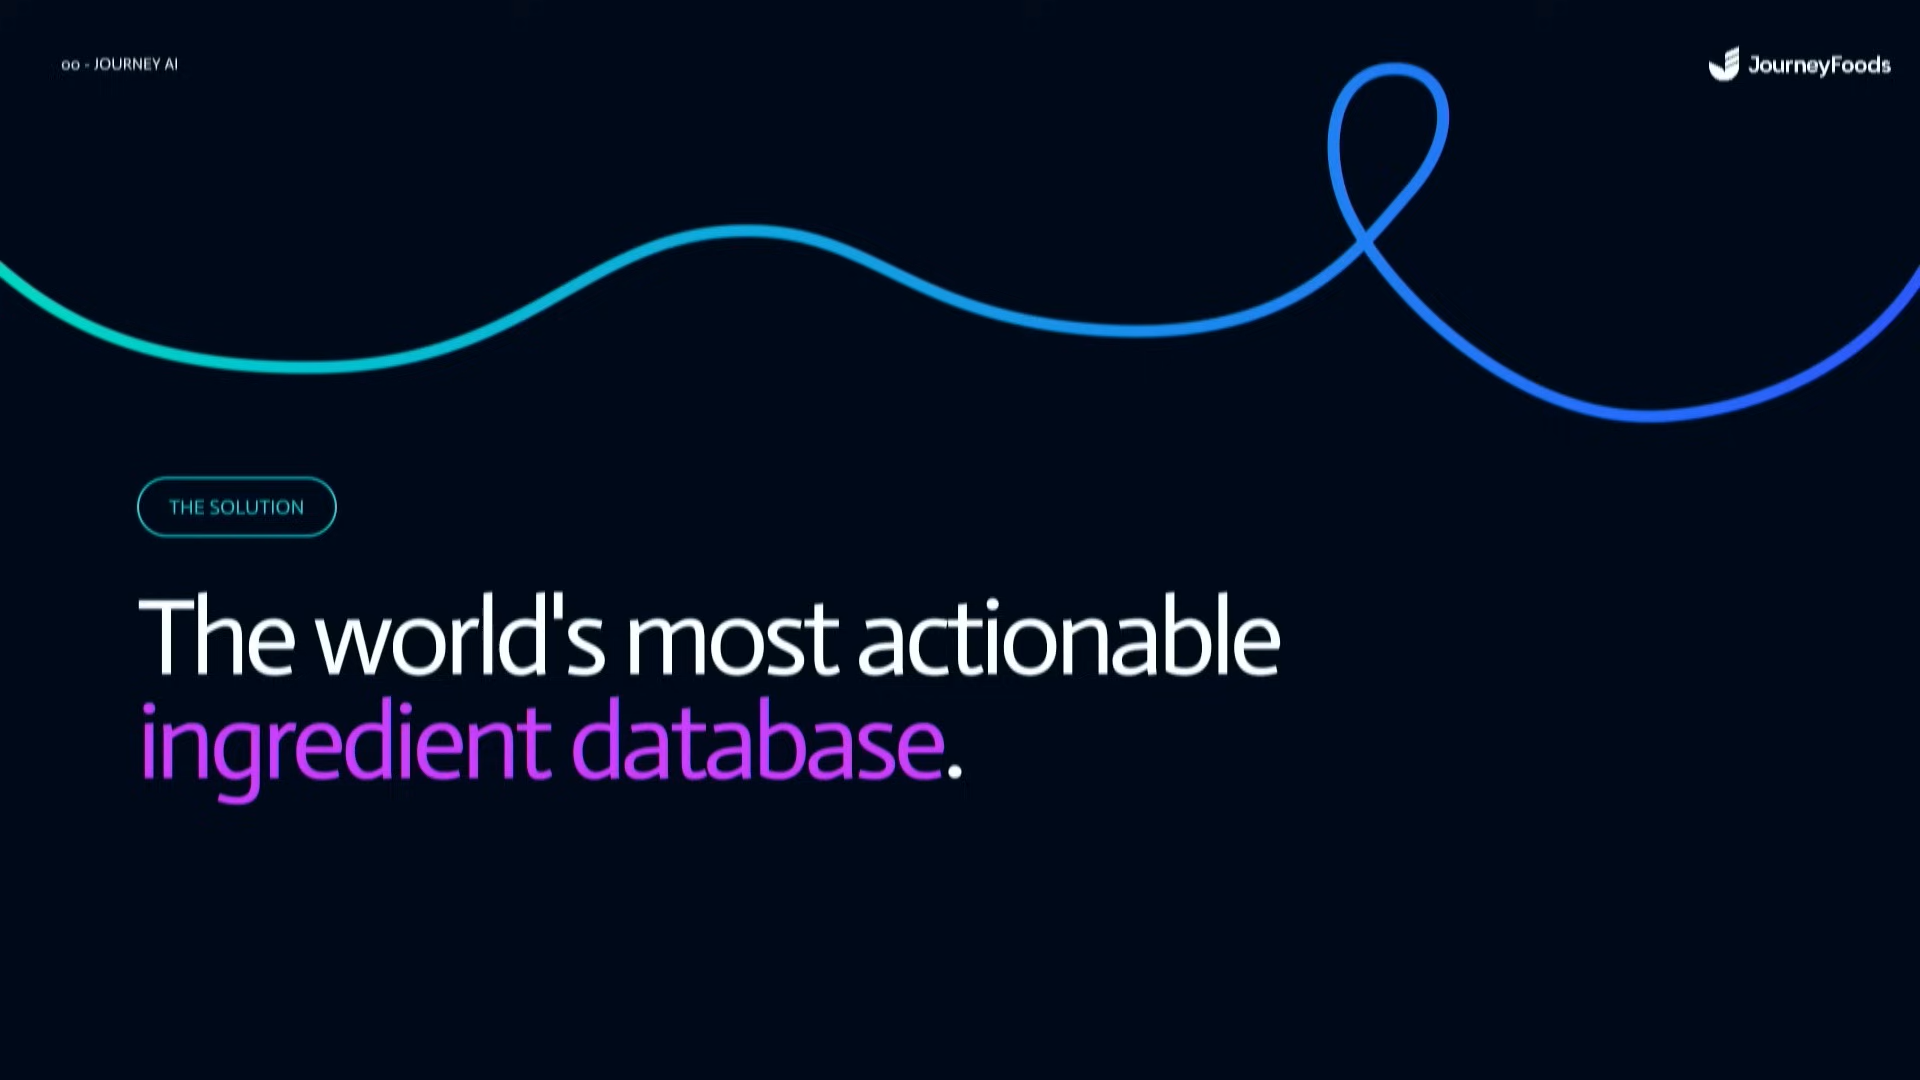 oo - JOURNEY AI
JourneyFoods
THE SOLUTION
The world's most actionable
ingredient database.